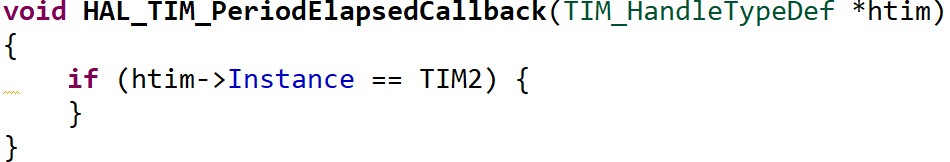 void HAL_TIM_PeriodElapsedCallback(TIM_HandleTypeDef *htim)
{
    if (htim->Instance == TIM2) {
    }
}